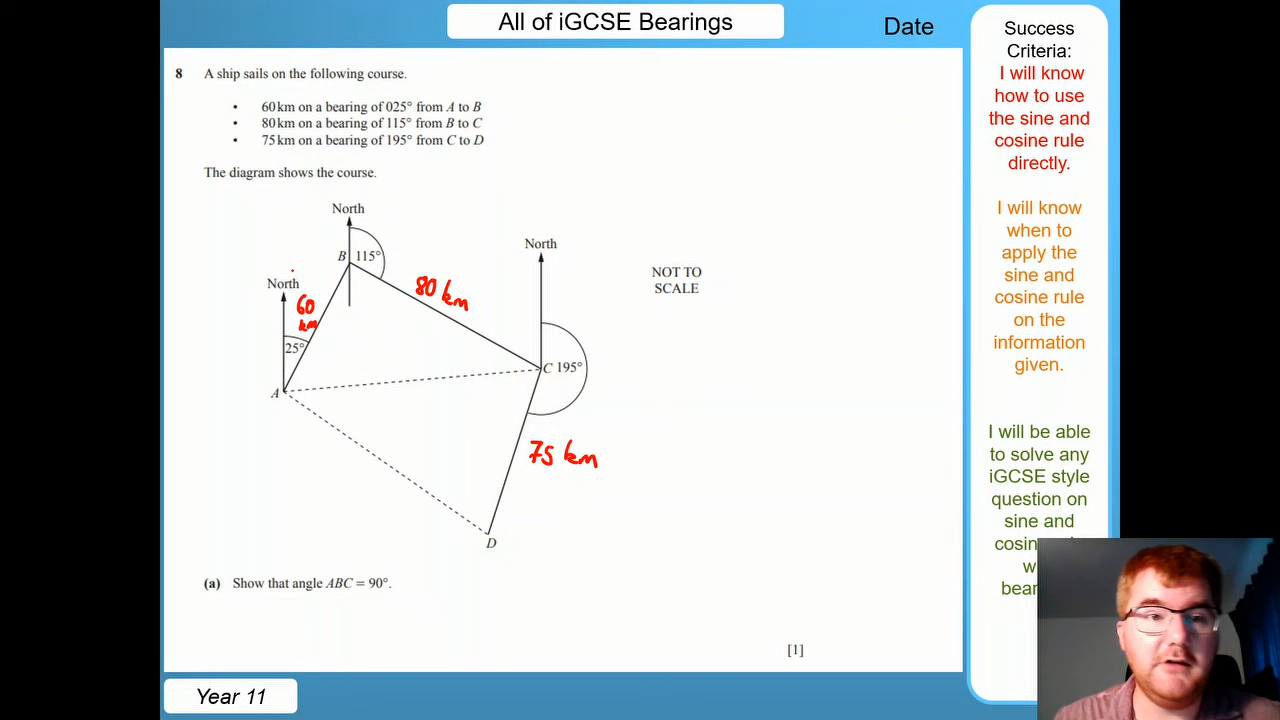 All of iGCSE Bearings
Date
8 A ship sails on the following course.
• 60 km on a bearing of 025° from A to B
• 80 km on a bearing of 115° from B to C
• 75 km on a bearing of 195° from C to D
The diagram shows the course.
North
B 115°
North
80 km
NOT TO
SCALE
North
60
km
25°
C 195°
A
75 km
D
(a) Show that angle ABC = 90°.
[1]
Year 11
Success
Criteria:
I will know
how to use
the sine and
cosine rule
directly.
I will know
when to
apply the
sine and
cosine rule
on the
information
given.
I will be able
to solve any
iGCSE style
question on
sine and